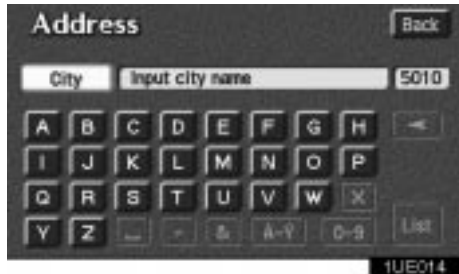 Address Back
City Input city name 5010
A B C D E F G H
I J K L M N O P
Q R S T U V W X
Y Z - & À-Ÿ 0-9 List
1UE014